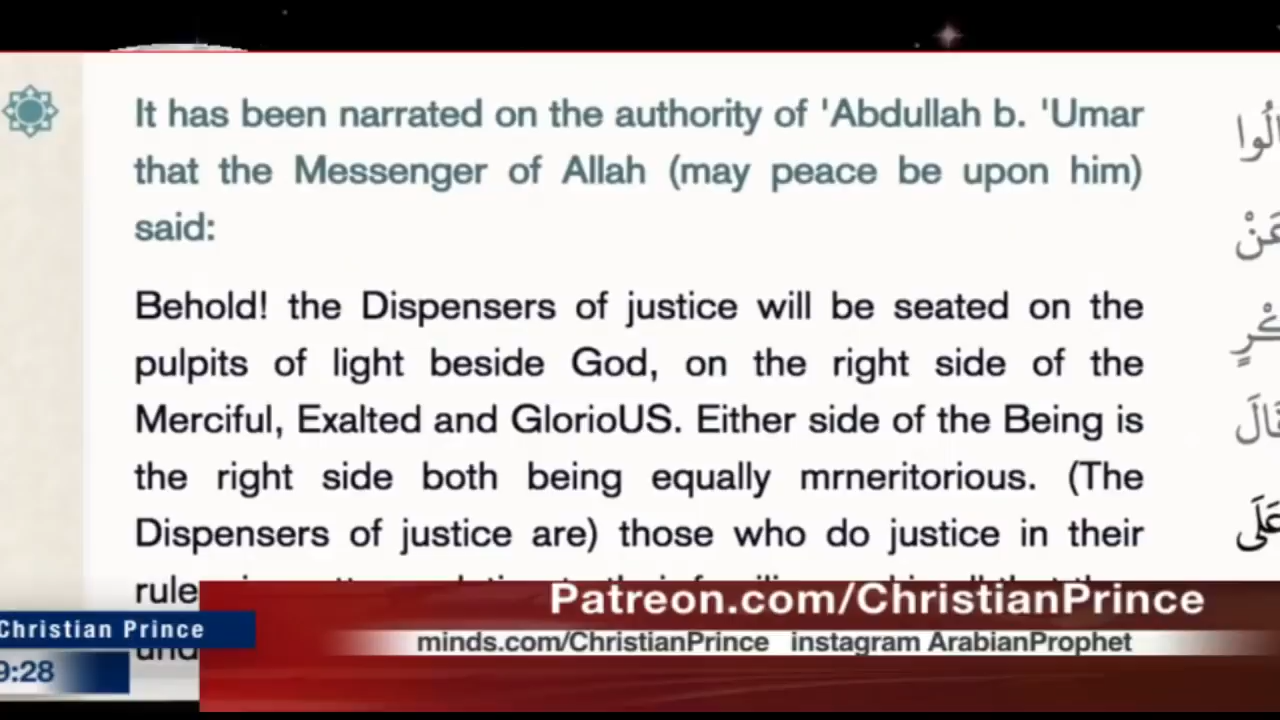 It has been narrated on the authority of 'Abdullah b. 'Umar
that the Messenger of Allah (may peace be upon him)
said:
Behold! the Dispensers of justice will be seated on the
pulpits of light beside God, on the right side of the
Merciful, Exalted and GlorioUS. Either side of the Being is
the right side both being equally mrneritorious. (The
Dispensers of justice are) those who do justice in their
rule
Patreon.com/ChristianPrince
Christian Prince
minds.com/ChristianPrince instagram ArabianProphet
9:28
عَنْ